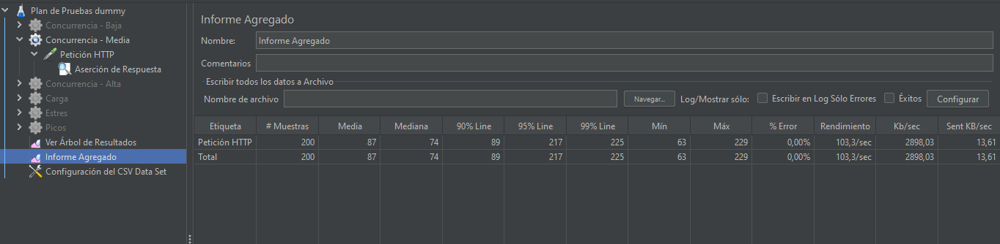 Plan de Pruebas dummy
Concurrencia - Baja
Concurrencia - Media
Petición HTTP
Aserción de Respuesta
Concurrencia - Alta
Carga
Estres
Picos
Ver Árbol de Resultados
Informe Agregado
Configuración del CSV Data Set
Informe Agregado
Nombre: Informe Agregado
Comentarios
Escribir todos los datos a Archivo
Nombre de archivo Navegar... Log/Mostrar sólo: Escribir en Log Sólo Errores Éxitos Configurar
Etiqueta # Muestras Media Mediana 90% Line 95% Line 99% Line Mín Máx % Error Rendimiento Kb/sec Sent KB/sec
Petición HTTP 200 87 74 89 217 225 63 229 0,00% 103,3/sec 2898,03 13,61
Total 200 87 74 89 217 225 63 229 0,00% 103,3/sec 2898,03 13,61